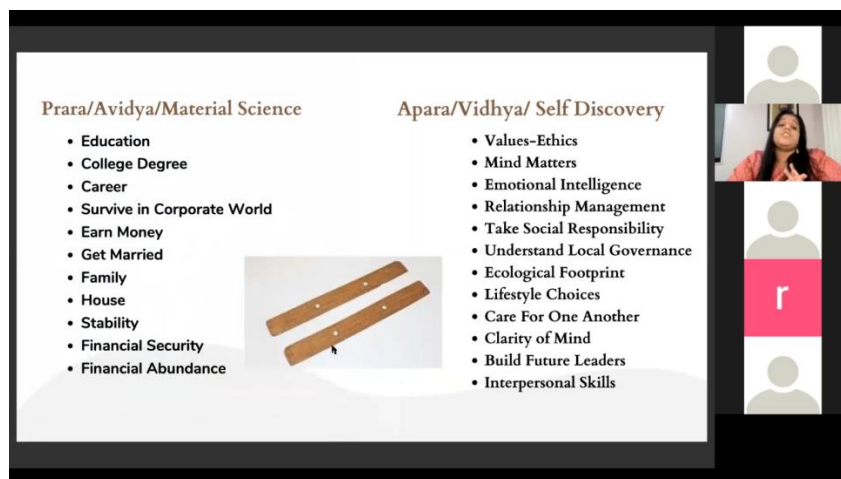 Prara/Avidya/Material Science
• Education
• College Degree
• Career
• Survive in Corporate World
• Earn Money
• Get Married
• Family
• House
• Stability
• Financial Security
• Financial Abundance
Apara/Vidhya/ Self Discovery
• Values-Ethics
• Mind Matters
• Emotional Intelligence
• Relationship Management
• Take Social Responsibility
• Understand Local Governance
• Ecological Footprint
• Lifestyle Choices
• Care For One Another
• Clarity of Mind
• Build Future Leaders
• Interpersonal Skills
r